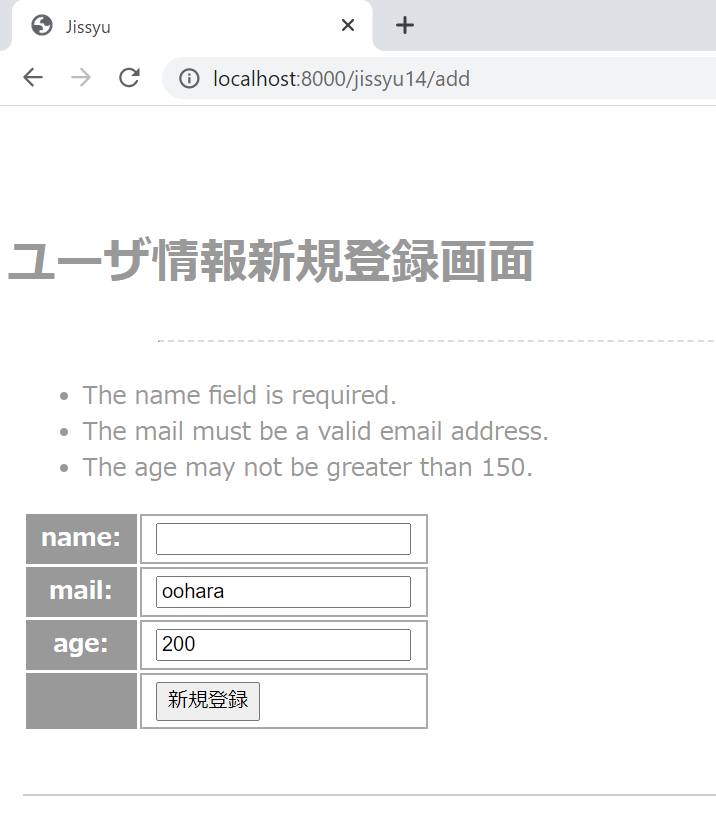 Jissyu
localhost:8000/jissyu14/add
ユーザ情報新規登録画面
The name field is required.
The mail must be a valid email address.
The age may not be greater than 150.
name:
mail: oohara
age: 200
新規登録